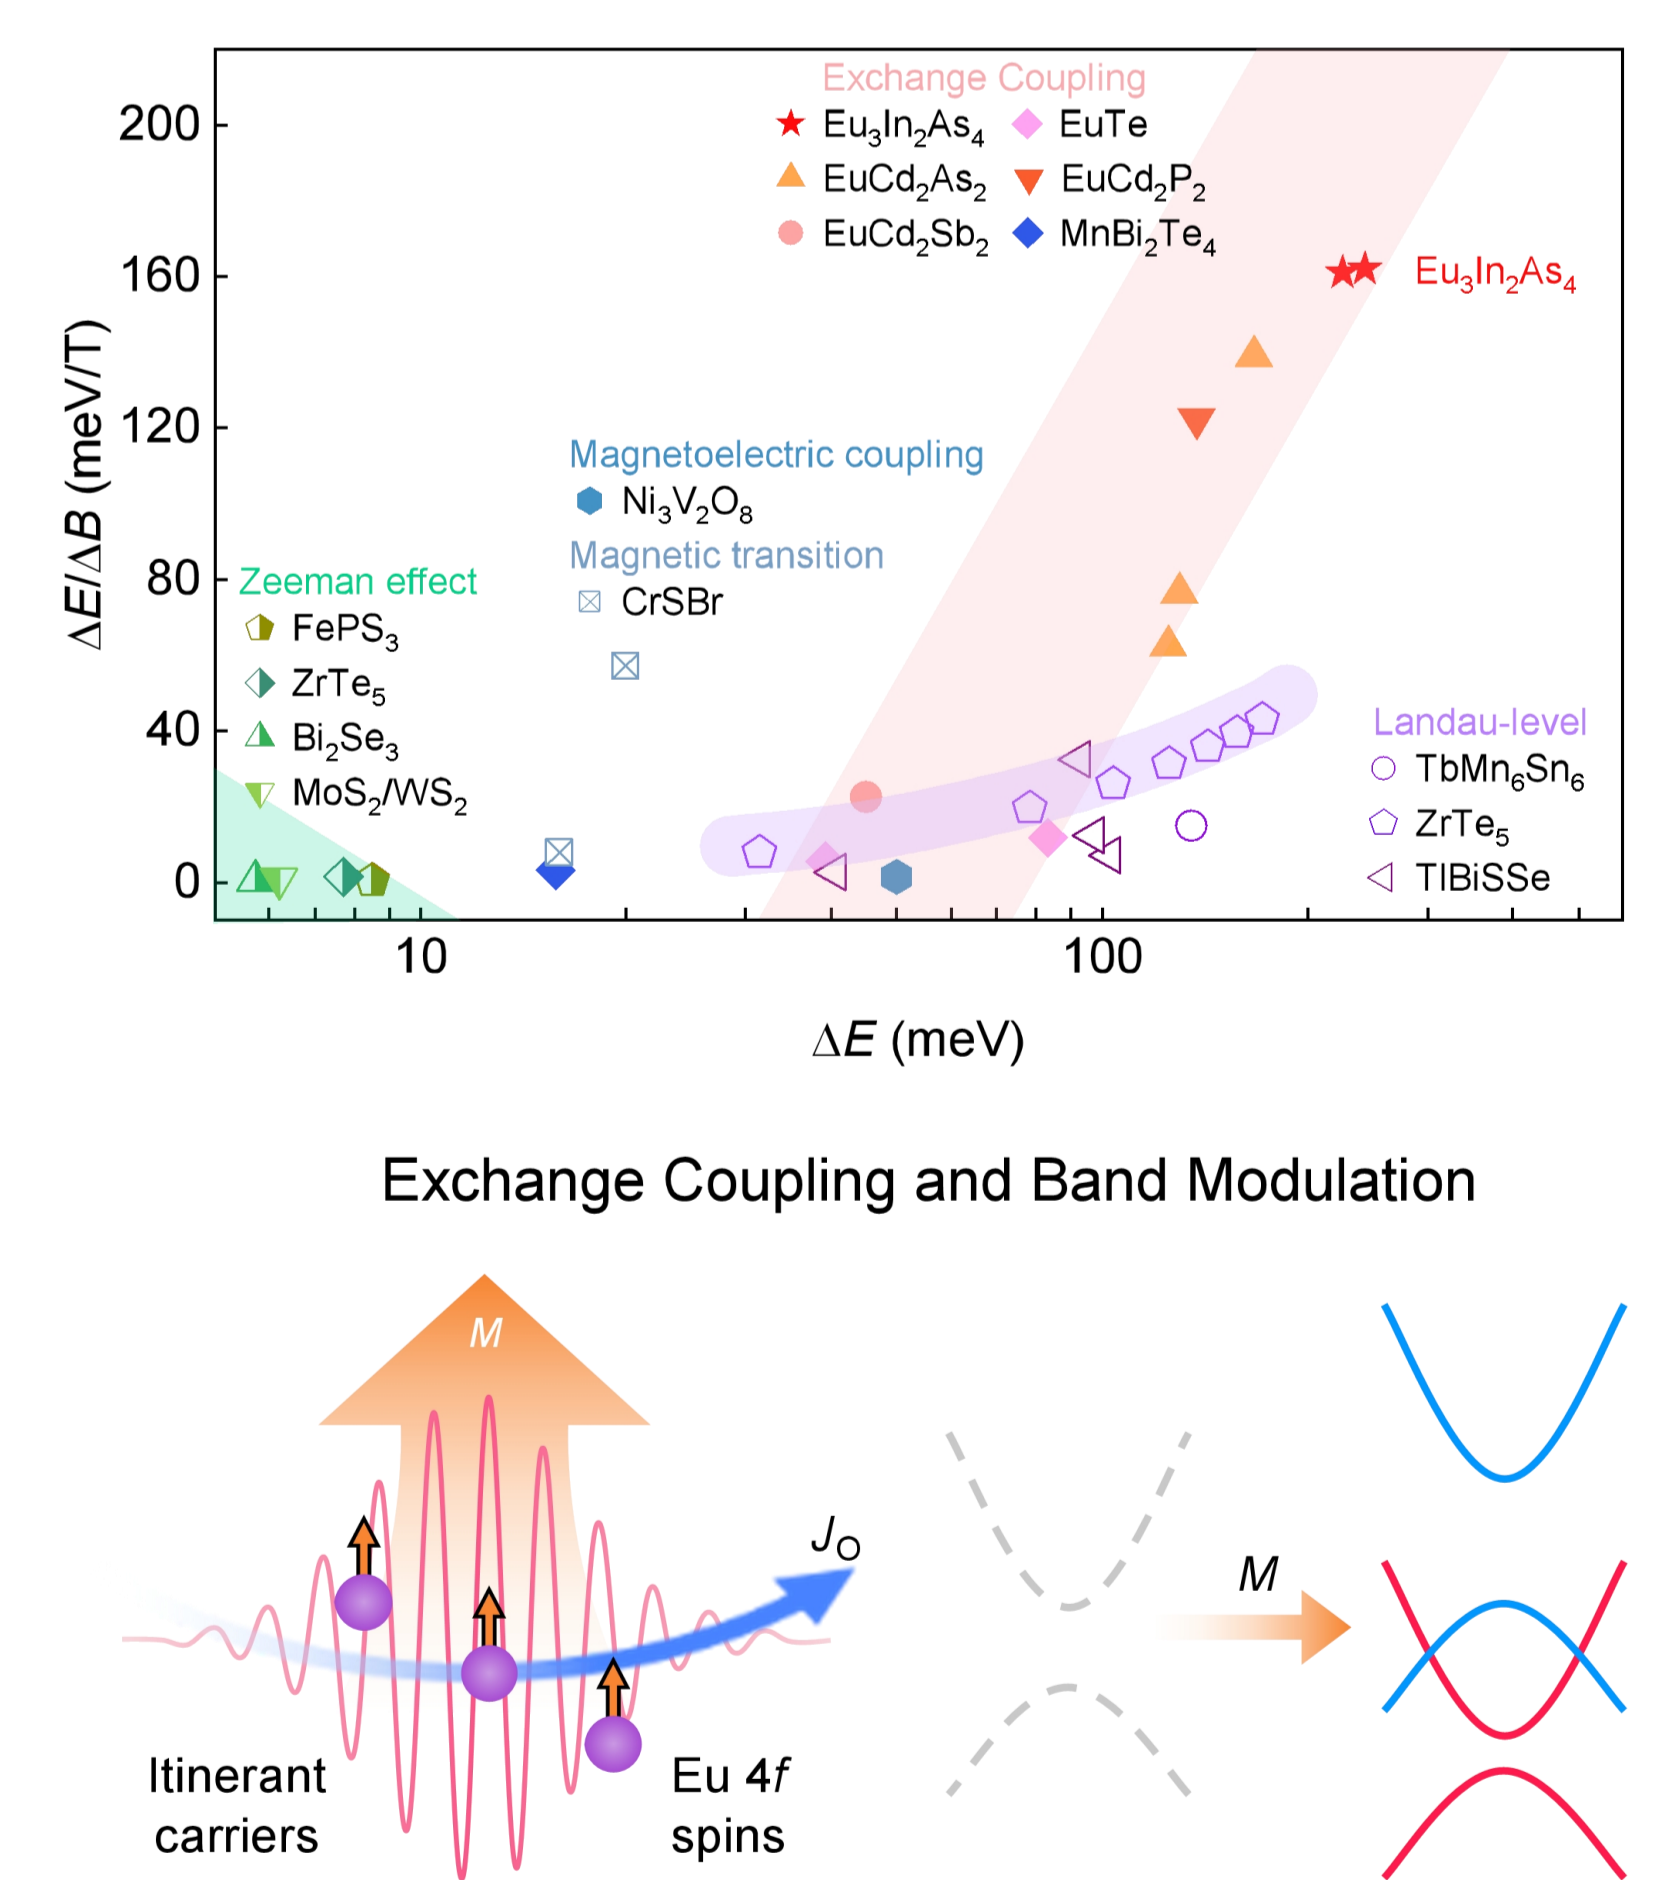 200
160
120
80
40
0
ΔE/ΔB (meV/T)
Exchange Coupling
Eu₃In₂As₄
EuTe
EuCd₂As₂
EuCd₂P₂
EuCd₂Sb₂
MnBi₂Te₄
Eu₃In₂As₄
Magnetoelectric coupling
Ni₃V₂O₈
Magnetic transition
CrSBr
Zeeman effect
FePS₃
ZrTe₅
Bi₂Se₃
MoS₂/WS₂
Landau-level
TbMn₆Sn₆
ZrTe₅
TlBiSSe
10
100
ΔE (meV)
Exchange Coupling and Band Modulation
M
J_O
M
Itinerant
carriers
Eu 4f
spins